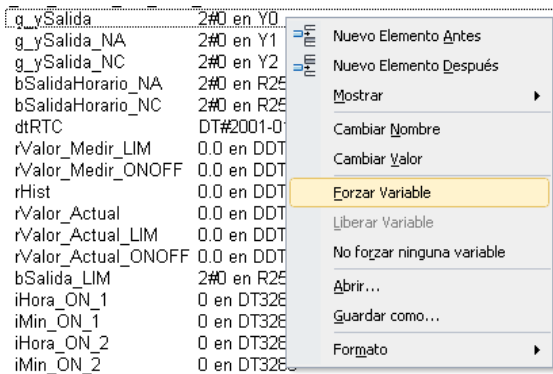 g_ySalida 2#0 en Y0
g_ySalida_NA 2#0 en Y1
g_ySalida_NC 2#0 en Y2
bSalidaHorario_NA 2#0 en R25
bSalidaHorario_NC 2#0 en R25
dtRTC DT#2001-0
rValor_Medir_LIM 0.0 en DDT
rValor_Medir_ONOFF 0.0 en DDT
rHist 0.0 en DDT
rValor_Actual 0.0 en DDT
rValor_Actual_LIM 0.0 en DDT
rValor_Actual_ONOFF 0.0 en DDT
bSalida_LIM 2#0 en R25
iHora_ON_1 0 en DT328
iMin_ON_1 0 en DT328
iHora_ON_2 0 en DT328
iMin_ON_2 0 en DT328
Nuevo Elemento Antes
Nuevo Elemento Después
Mostrar
Cambiar Nombre
Cambiar Valor
Forzar Variable
Liberar Variable
No forzar ninguna variable
Abrir...
Guardar como...
Formato